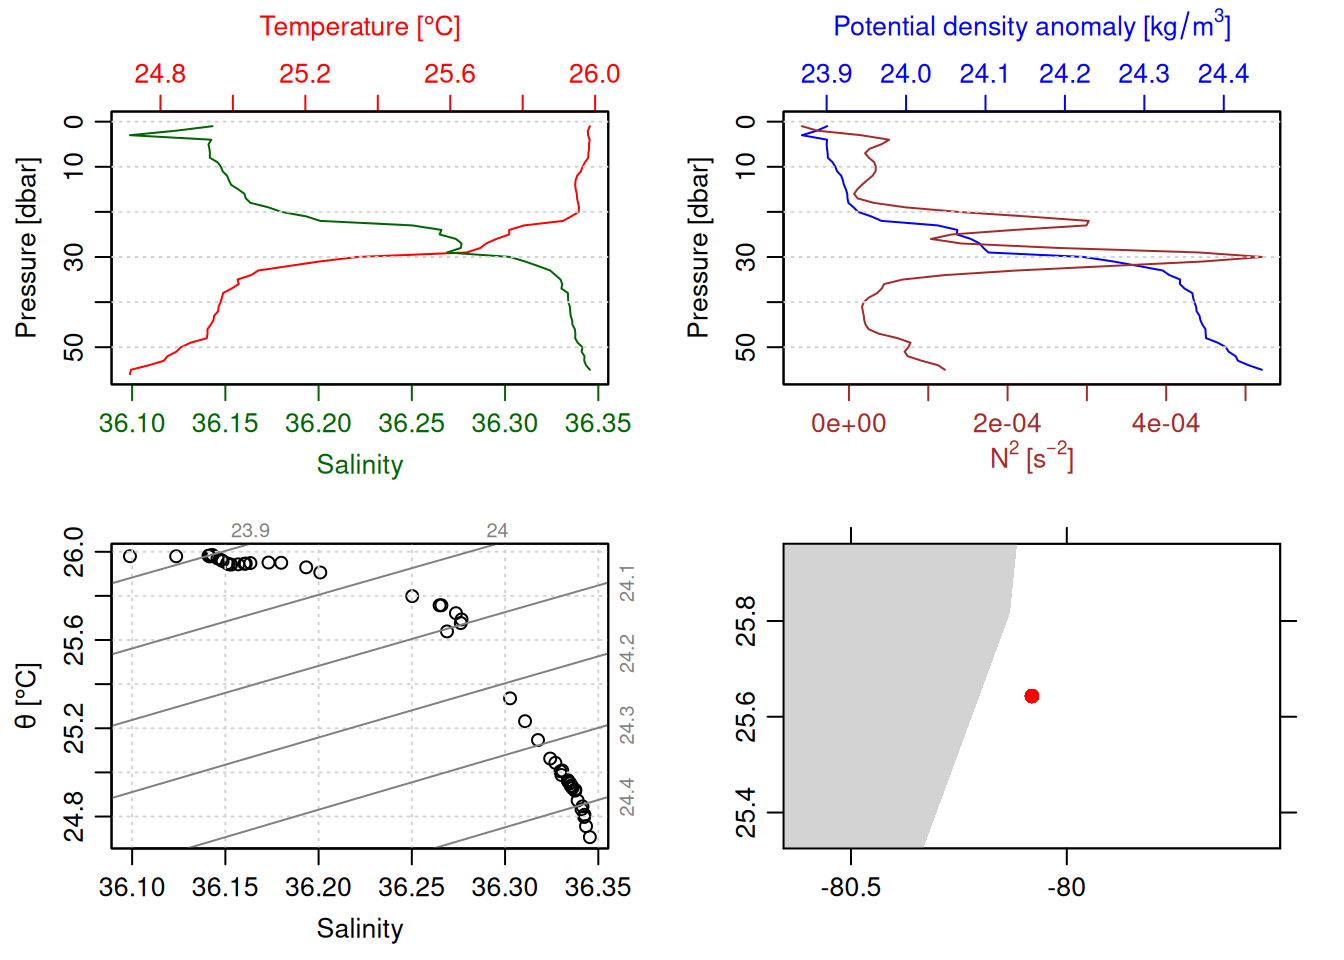 Temperature [°C]
24.8 25.2 25.6 26.0
Pressure [dbar]
0
10
30
50
36.10 36.15 36.20 36.25 36.30 36.35
Salinity
Potential density anomaly [kg/m³]
23.9 24.0 24.1 24.2 24.3 24.4
Pressure [dbar]
0
10
30
50
0e+00 2e-04 4e-04
N² [s⁻²]
23.9 24
θ [°C]
26.0
25.6
25.2
24.8
24.1
24.2
24.3
24.4
36.10 36.15 36.20 36.25 36.30 36.35
Salinity
25.8
25.6
25.4
-80.5 -80